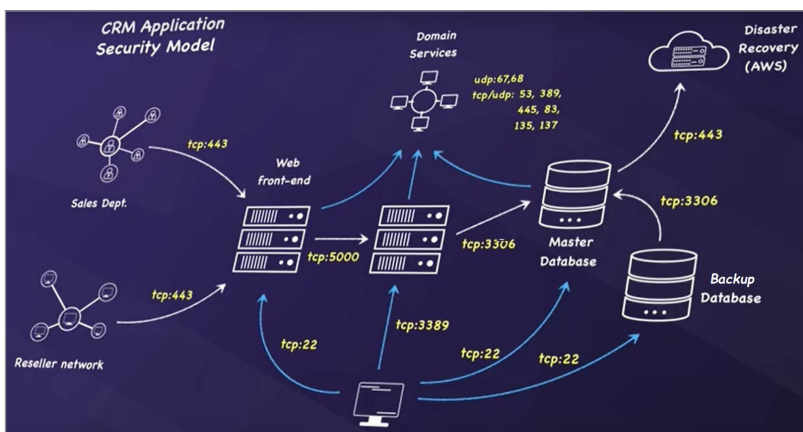 CRM Application
Security Model
Domain
Services
Disaster
Recovery
(AWS)
udp:67,68
tcp/udp: 53, 389,
445, 83,
135, 137
tcp:443
tcp:443
Web
front-end
Sales Dept.
tcp:3306
tcp:5000
tcp:3306
Master
Database
Backup
Database
tcp:443
tcp:3389
Reseller network
tcp:22
tcp:22
tcp:22